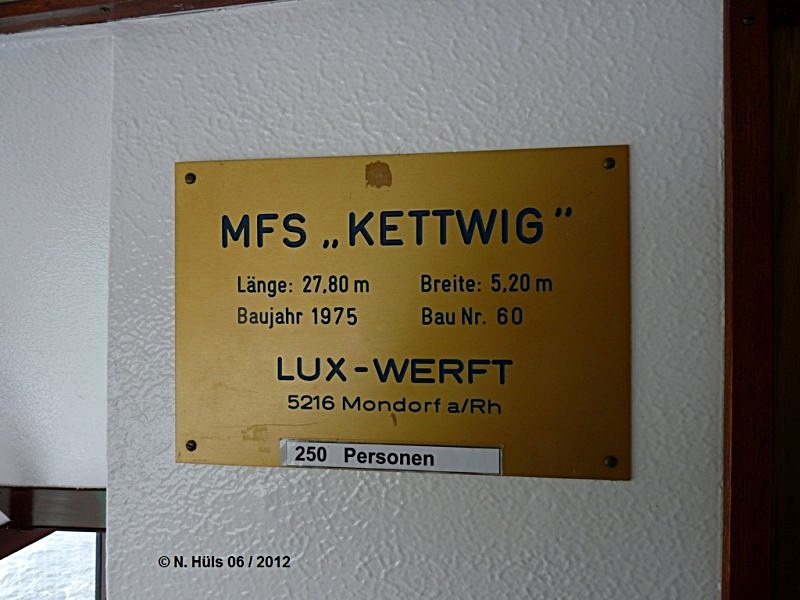 MFS „KETTWIG”
Länge: 27,80 m Breite: 5,20 m
Baujahr 1975 Bau Nr. 60
LUX-WERFT
5216 Mondorf a/Rh
250 Personen
© N. Hüls 06 / 2012